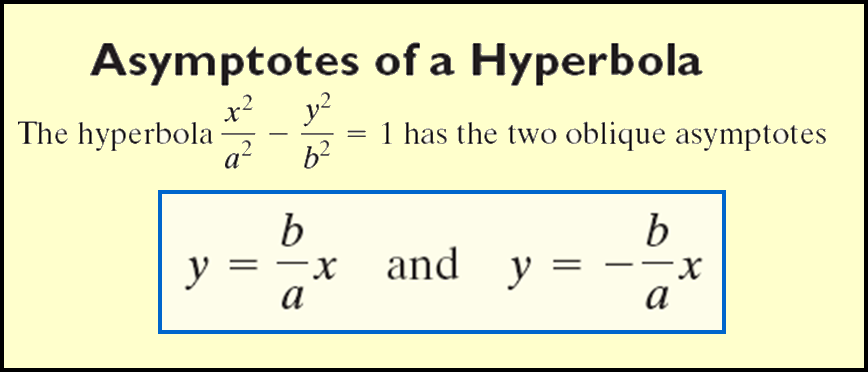 Asymptotes of a Hyperbola
The hyperbola x²/a² − y²/b² = 1 has the two oblique asymptotes
y = b/a x and y = − b/a x